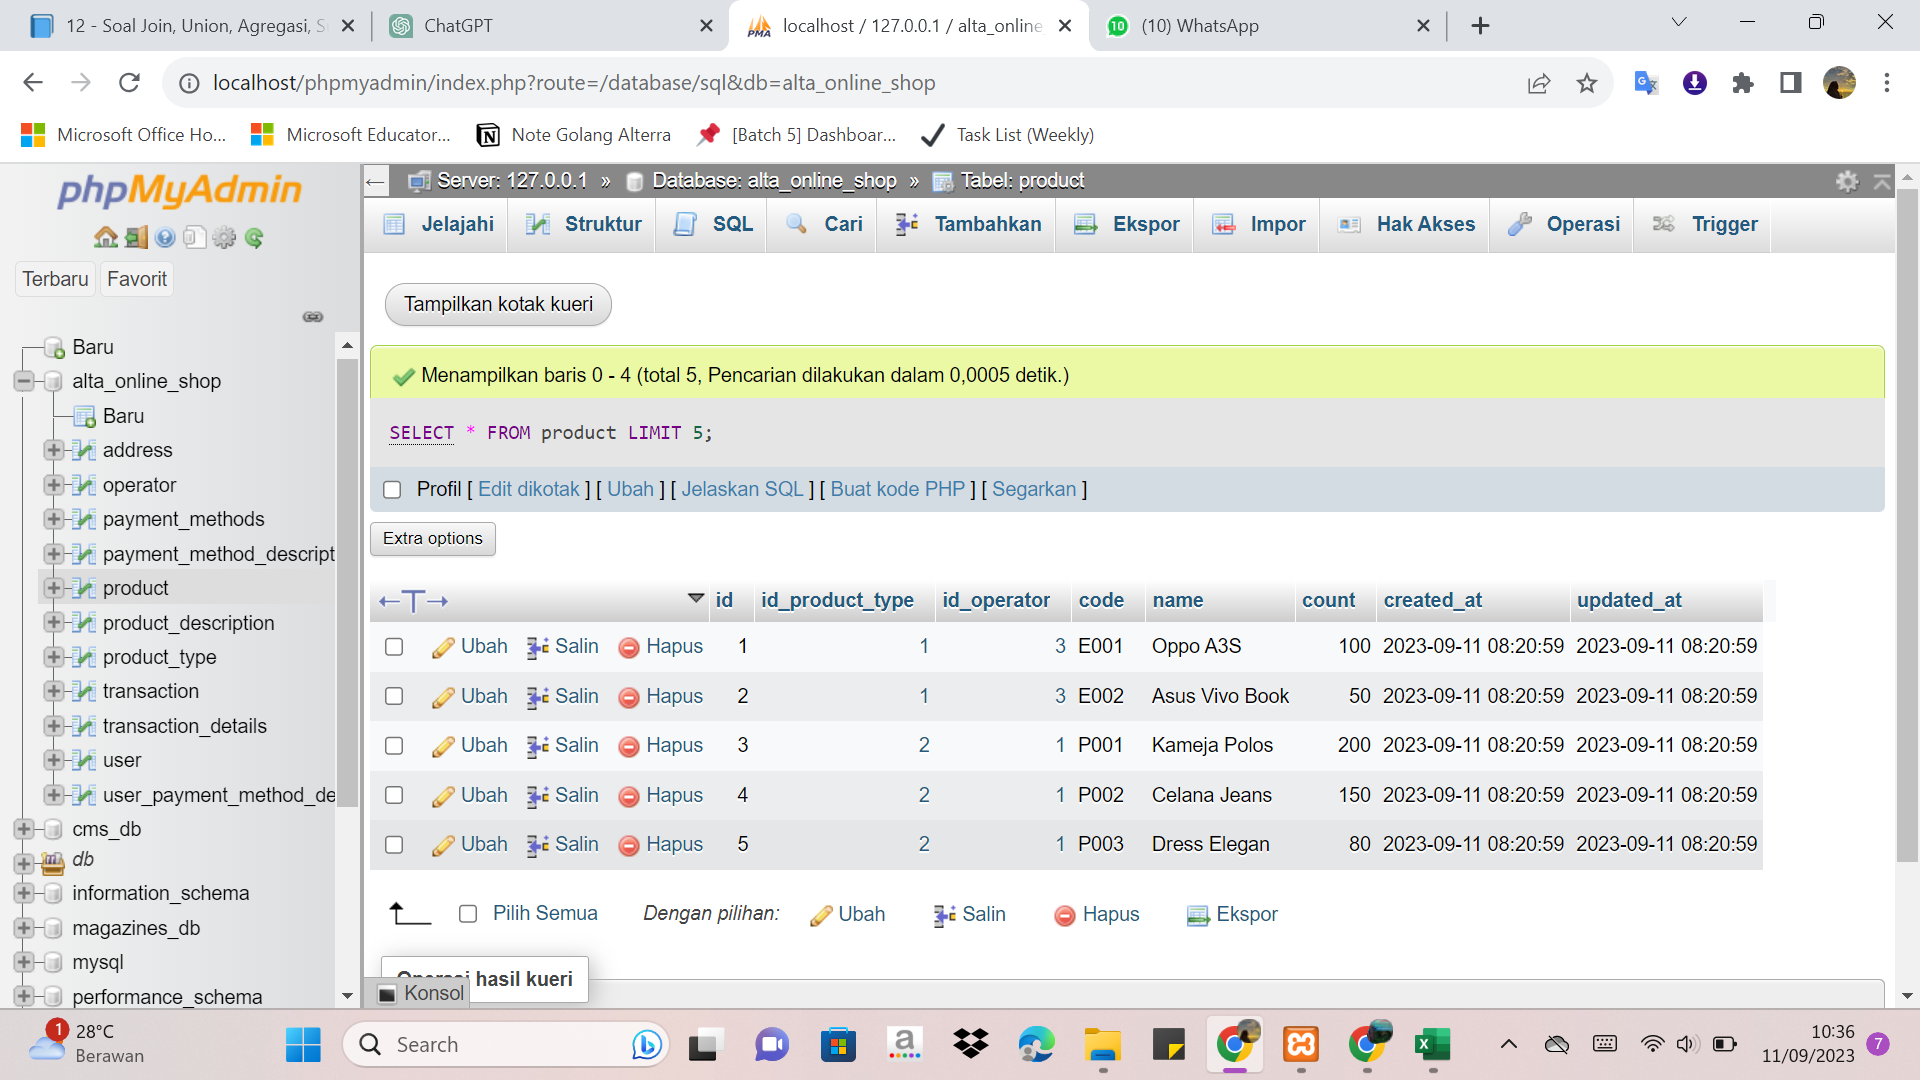 12 - Soal Join, Union, Agregasi, S
ChatGPT
localhost / 127.0.0.1 / alta_online
(10) WhatsApp
localhost/phpmyadmin/index.php?route=/database/sql&db=alta_online_shop
Microsoft Office Ho...
Microsoft Educator...
Note Golang Alterra
[Batch 5] Dashboar...
Task List (Weekly)
phpMyAdmin
Terbaru Favorit
Baru
alta_online_shop
Baru
address
operator
payment_methods
payment_method_descript
product
product_description
product_type
transaction
transaction_details
user
user_payment_method_de
cms_db
db
information_schema
magazines_db
mysql
performance_schema
Server: 127.0.0.1 » Database: alta_online_shop » Tabel: product
Jelajahi Struktur SQL Cari Tambahkan Ekspor Impor Hak Akses Operasi Trigger
Tampilkan kotak kueri
Menampilkan baris 0 - 4 (total 5, Pencarian dilakukan dalam 0,0005 detik.)
SELECT * FROM product LIMIT 5;
Profil [ Edit dikotak ] [ Ubah ] [ Jelaskan SQL ] [ Buat kode PHP ] [ Segarkan ]
Extra options
id id_product_type id_operator code name count created_at updated_at
Ubah Salin Hapus 1 1 3 E001 Oppo A3S 100 2023-09-11 08:20:59 2023-09-11 08:20:59
Ubah Salin Hapus 2 1 3 E002 Asus Vivo Book 50 2023-09-11 08:20:59 2023-09-11 08:20:59
Ubah Salin Hapus 3 2 1 P001 Kameja Polos 200 2023-09-11 08:20:59 2023-09-11 08:20:59
Ubah Salin Hapus 4 2 1 P002 Celana Jeans 150 2023-09-11 08:20:59 2023-09-11 08:20:59
Ubah Salin Hapus 5 2 1 P003 Dress Elegan 80 2023-09-11 08:20:59 2023-09-11 08:20:59
Pilih Semua Dengan pilihan: Ubah Salin Hapus Ekspor
Operasi hasil kueri
Konsol
1
28°C
Berawan
Search
10:36
11/09/2023
7